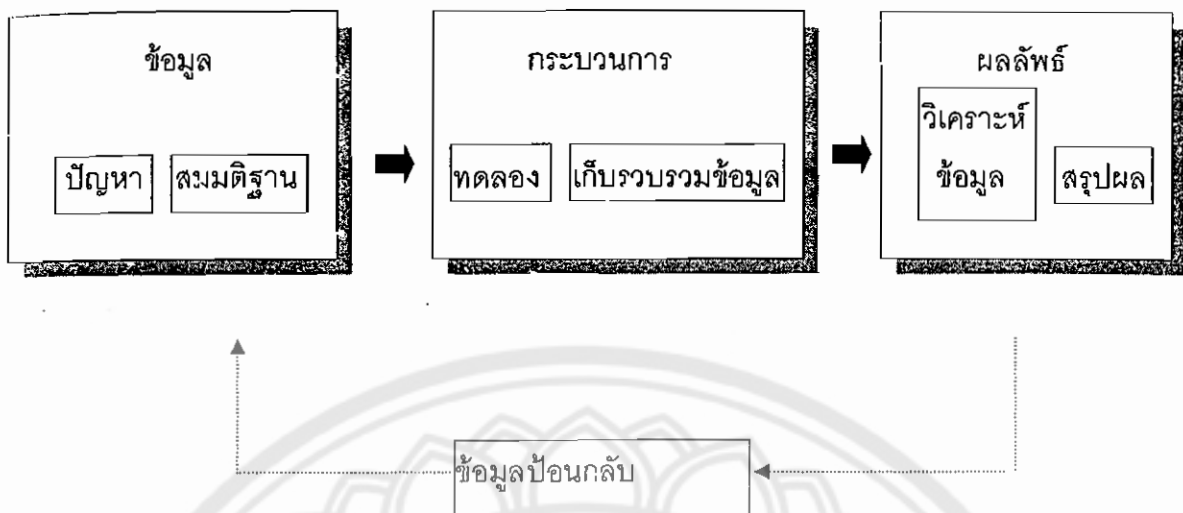 ข้อมูล
ปัญหา
สมมติฐาน
กระบวนการ
ทดลอง
เก็บรวบรวมข้อมูล
ผลลัพธ์
วิเคราะห์
ข้อมูล
สรุปผล
ข้อมูลป้อนกลับ